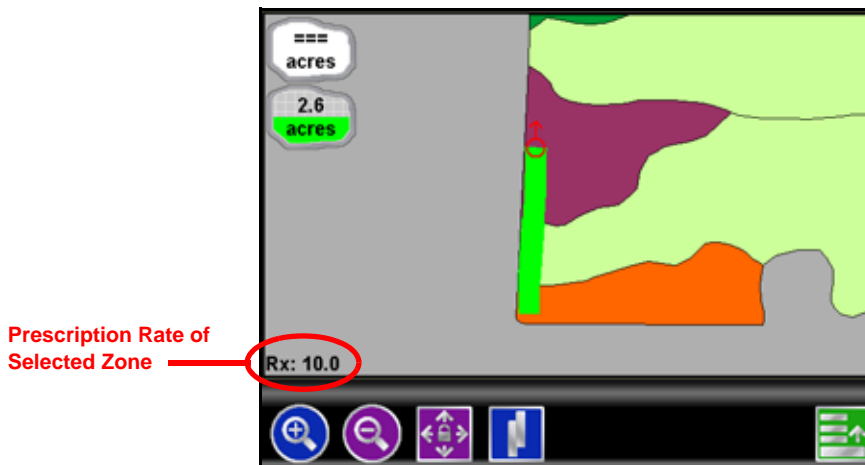 ===
acres
2.6
acres
Prescription Rate of
Selected Zone
Rx: 10.0